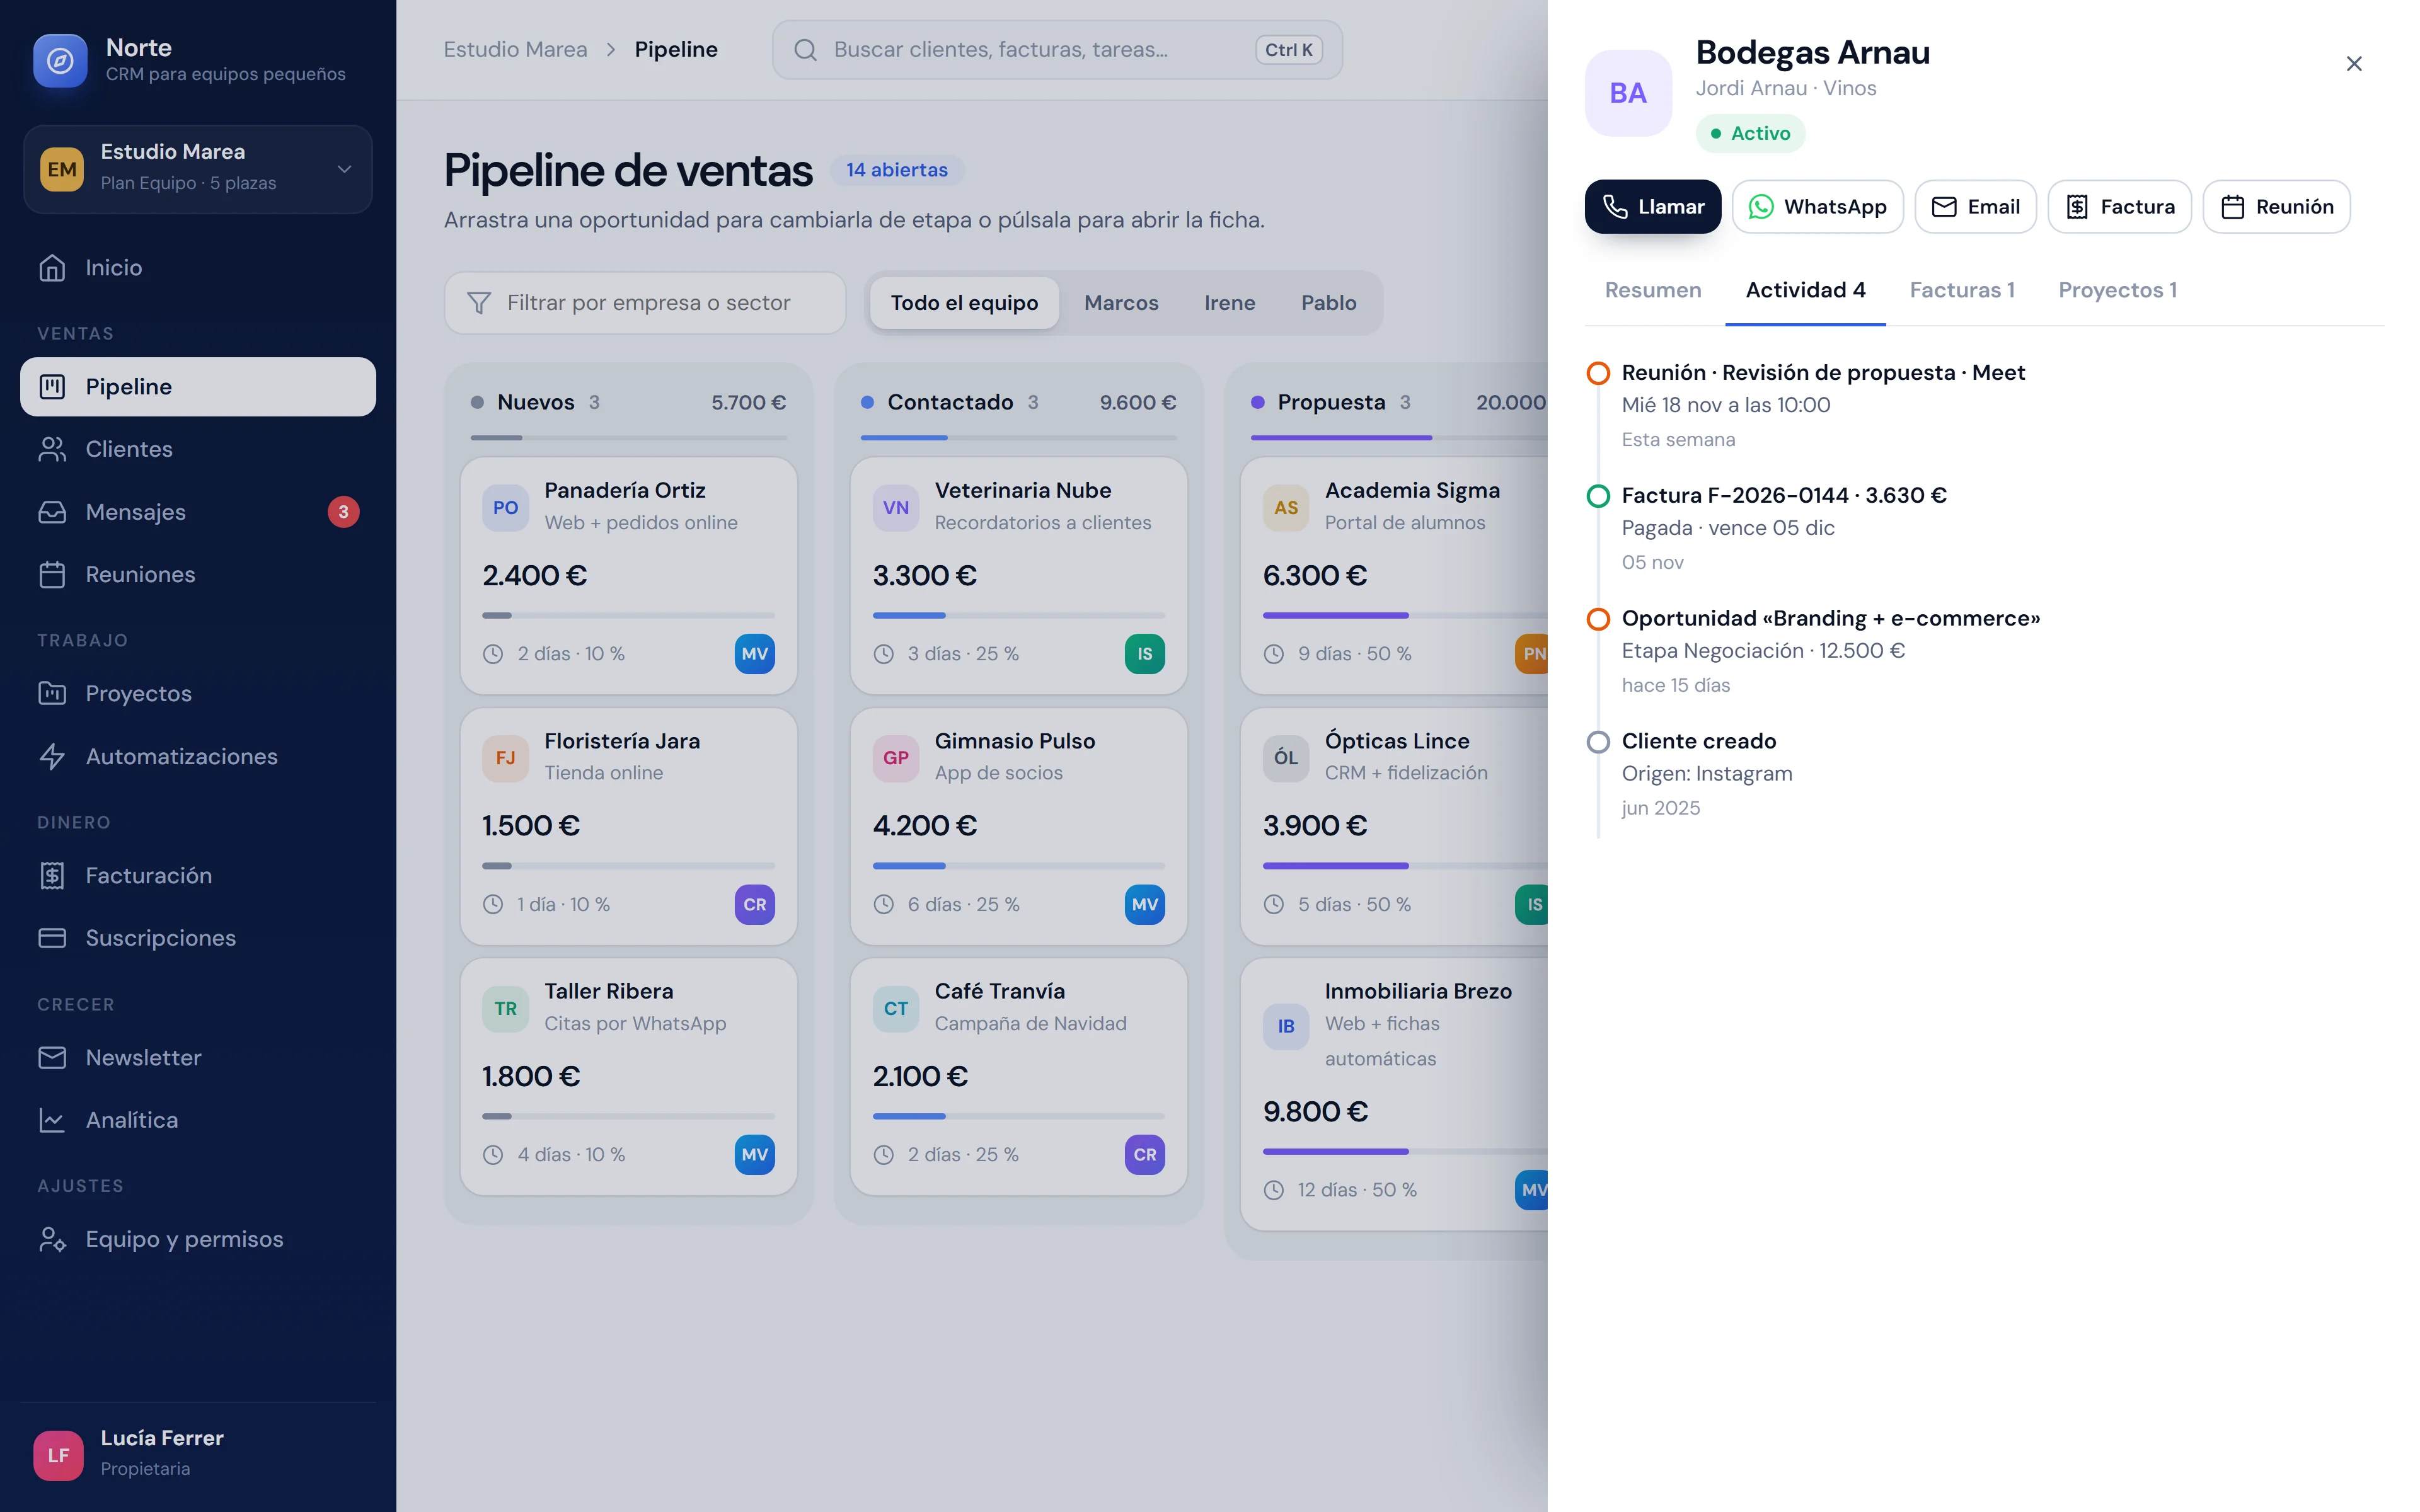 Norte
CRM para equipos pequeños
EM
Estudio Marea
Plan Equipo · 5 plazas
Inicio
VENTAS
Pipeline
Clientes
Mensajes
3
Reuniones
TRABAJO
Proyectos
Automatizaciones
DINERO
Facturación
Suscripciones
CRECER
Newsletter
Analítica
AJUSTES
Equipo y permisos
LF
Lucía Ferrer
Propietaria
Estudio Marea > Pipeline
Buscar clientes, facturas, tareas...
Ctrl K
Pipeline de ventas
14 abiertas
Arrastra una oportunidad para cambiarla de etapa o púlsala para abrir la ficha.
Filtrar por empresa o sector
Todo el equipo
Marcos
Irene
Pablo
Nuevos 3 5.700 €
PO
Panadería Ortiz
Web + pedidos online
2.400 €
2 días · 10 %
MV
FJ
Floristería Jara
Tienda online
1.500 €
1 día · 10 %
CR
TR
Taller Ribera
Citas por WhatsApp
1.800 €
4 días · 10 %
MV
Contactado 3 9.600 €
VN
Veterinaria Nube
Recordatorios a clientes
3.300 €
3 días · 25 %
IS
GP
Gimnasio Pulso
App de socios
4.200 €
6 días · 25 %
MV
CT
Café Tranvía
Campaña de Navidad
2.100 €
2 días · 25 %
CR
Propuesta 3 20.000
AS
Academia Sigma
Portal de alumnos
6.300 €
9 días · 50 %
PN
ÓL
Ópticas Lince
CRM + fidelización
3.900 €
5 días · 50 %
IS
IB
Inmobiliaria Brezo
Web + fichas
automáticas
9.800 €
12 días · 50 %
MV
BA
Bodegas Arnau
Jordi Arnau · Vinos
Activo
Llamar
WhatsApp
Email
Factura
Reunión
Resumen
Actividad 4
Facturas 1
Proyectos 1
Reunión · Revisión de propuesta · Meet
Mié 18 nov a las 10:00
Esta semana
Factura F-2026-0144 · 3.630 €
Pagada · vence 05 dic
05 nov
Oportunidad «Branding + e-commerce»
Etapa Negociación · 12.500 €
hace 15 días
Cliente creado
Origen: Instagram
jun 2025